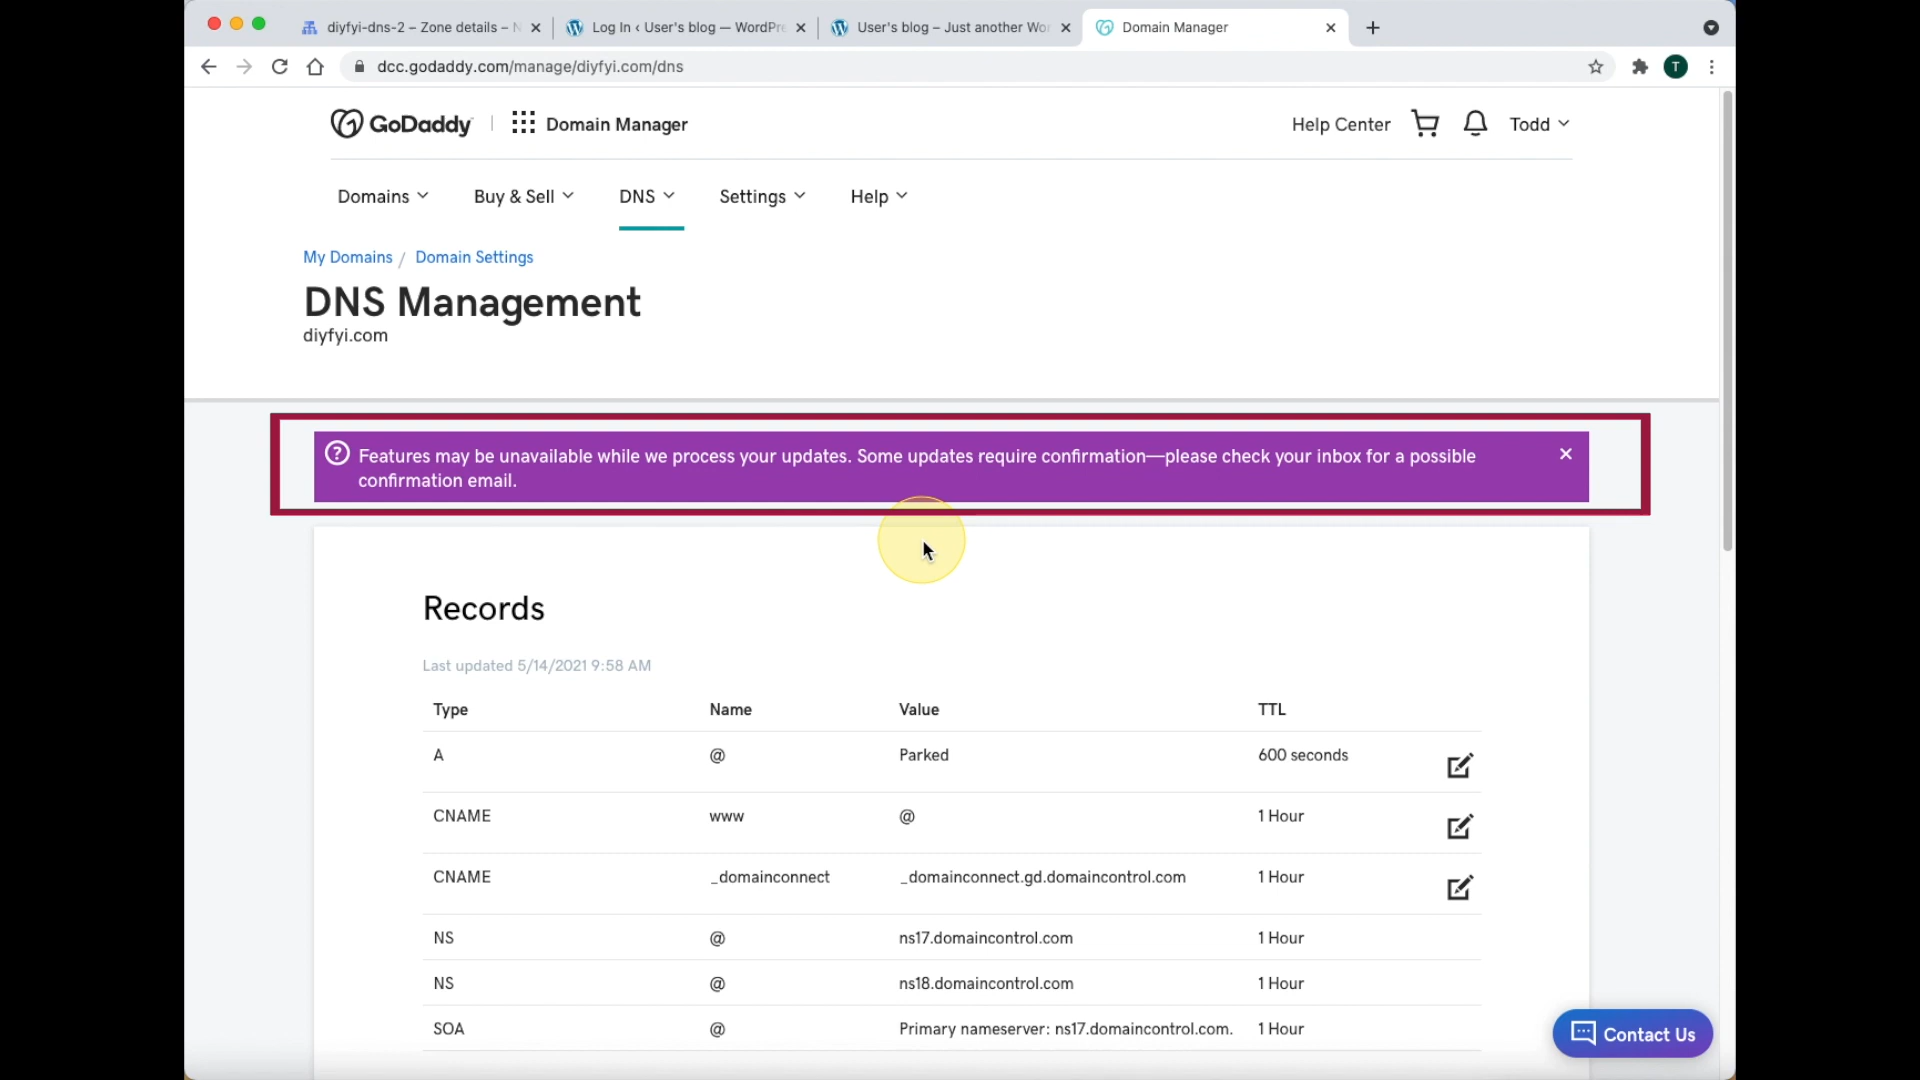 diyfyi-dns-2 – Zone details – N
Log In ‹ User's blog — WordPre
User's blog – Just another Wor
Domain Manager
dcc.godaddy.com/manage/diyfyi.com/dns
T
GoDaddy
Domain Manager
Help Center
Todd
Domains
Buy & Sell
DNS
Settings
Help
My Domains / Domain Settings
DNS Management
diyfyi.com
Features may be unavailable while we process your updates. Some updates require confirmation—please check your inbox for a possible
confirmation email.
Records
Last updated 5/14/2021 9:58 AM
Type Name Value TTL
A @ Parked 600 seconds
CNAME www @ 1 Hour
CNAME _domainconnect _domainconnect.gd.domaincontrol.com 1 Hour
NS @ ns17.domaincontrol.com 1 Hour
NS @ ns18.domaincontrol.com 1 Hour
SOA @ Primary nameserver: ns17.domaincontrol.com. 1 Hour
Contact Us